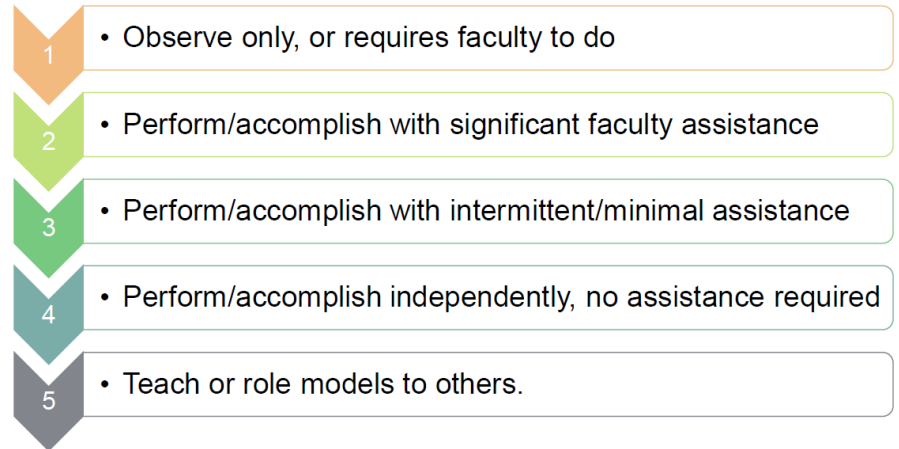 1 • Observe only, or requires faculty to do
2 • Perform/accomplish with significant faculty assistance
3 • Perform/accomplish with intermittent/minimal assistance
4 • Perform/accomplish independently, no assistance required
5 • Teach or role models to others.